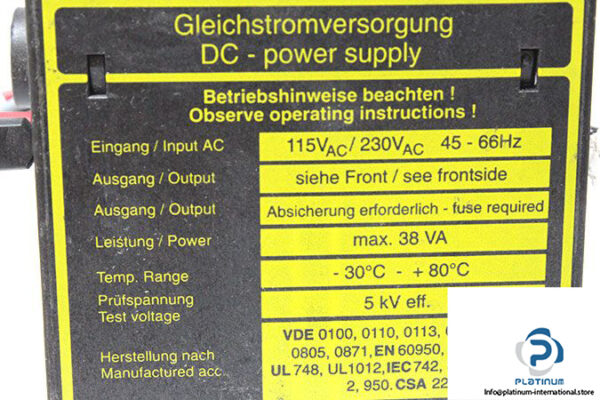 Gleichstromversorgung
DC - power supply
Betriebshinweise beachten !
Observe operating instructions !
Eingang / Input AC 115VAC / 230VAC 45 - 66Hz
Ausgang / Output siehe Front / see frontside
Ausgang / Output Absicherung erforderlich - fuse required
Leistung / Power max. 38 VA
Temp. Range - 30°C - + 80°C
Prüfspannung
Test voltage
5 kV eff.
Herstellung nach
Manufactured acc.
VDE 0100, 0110, 0113,
0805, 0871, EN 60950,
UL 748, UL1012, IEC 742,
2, 950. CSA 22
PLATINUM
Info@platinum-international.store